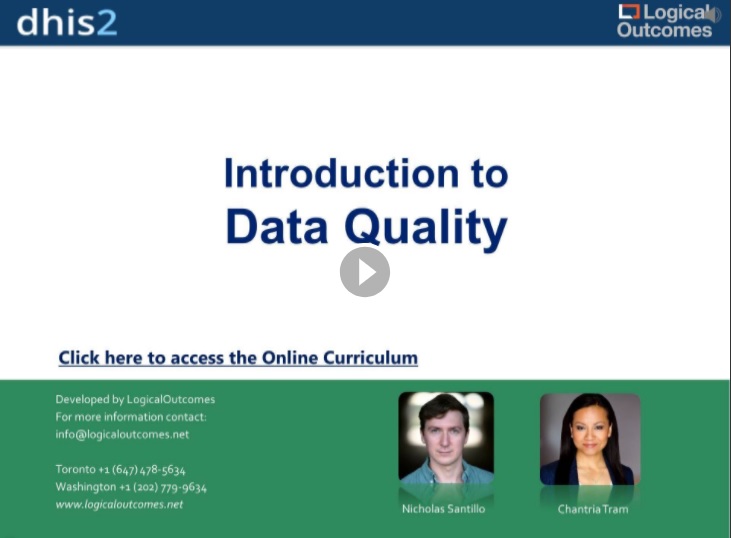 dhis2
Logical
Outcomes
Introduction to
Data Quality
Click here to access the Online Curriculum
Developed by LogicalOutcomes
For more information contact:
info@logicaloutcomes.net
Toronto +1 (647) 478-5634
Washington +1 (202) 779-9634
www.logicaloutcomes.net
Nicholas Santillo
Chantria Tram